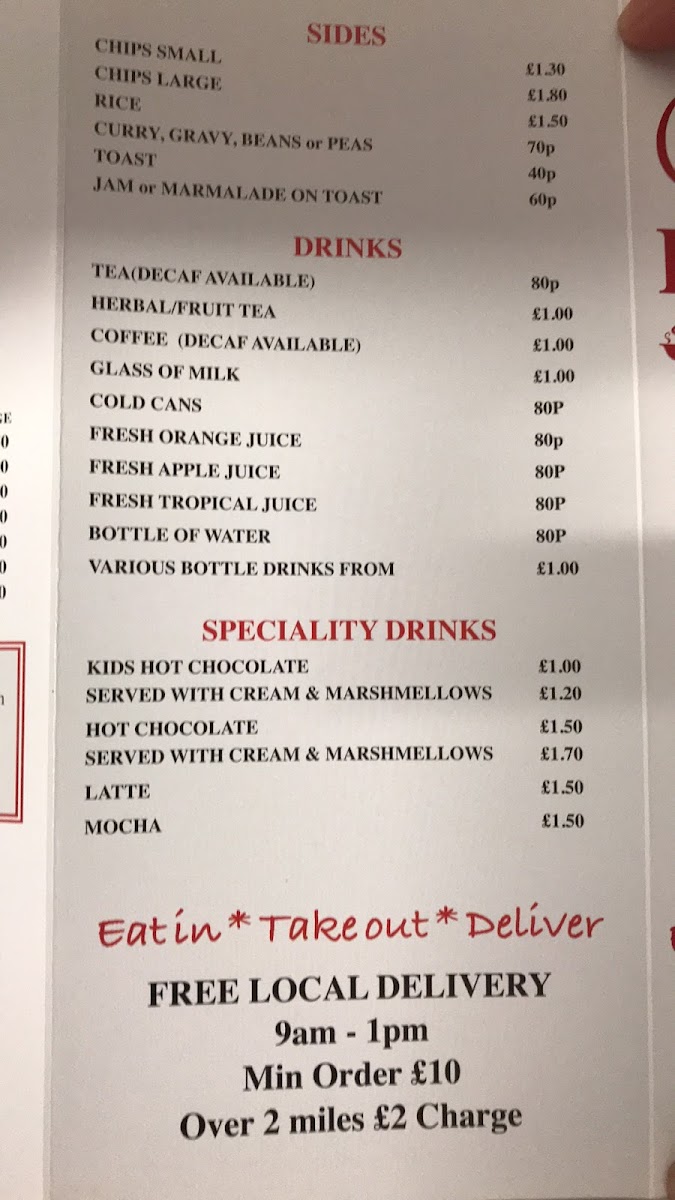 SIDES
CHIPS SMALL £1.30
CHIPS LARGE £1.80
RICE £1.50
CURRY, GRAVY, BEANS or PEAS 70p
TOAST 40p
JAM or MARMALADE ON TOAST 60p
DRINKS
TEA(DECAF AVAILABLE) 80p
HERBAL/FRUIT TEA £1.00
COFFEE (DECAF AVAILABLE) £1.00
GLASS OF MILK £1.00
COLD CANS 80P
FRESH ORANGE JUICE 80p
FRESH APPLE JUICE 80P
FRESH TROPICAL JUICE 80P
BOTTLE OF WATER 80P
VARIOUS BOTTLE DRINKS FROM £1.00
SPECIALITY DRINKS
KIDS HOT CHOCOLATE £1.00
SERVED WITH CREAM & MARSHMELLOWS £1.20
HOT CHOCOLATE £1.50
SERVED WITH CREAM & MARSHMELLOWS £1.70
LATTE £1.50
MOCHA £1.50
Eat in * Take out * Deliver
FREE LOCAL DELIVERY
9am - 1pm
Min Order £10
Over 2 miles £2 Charge